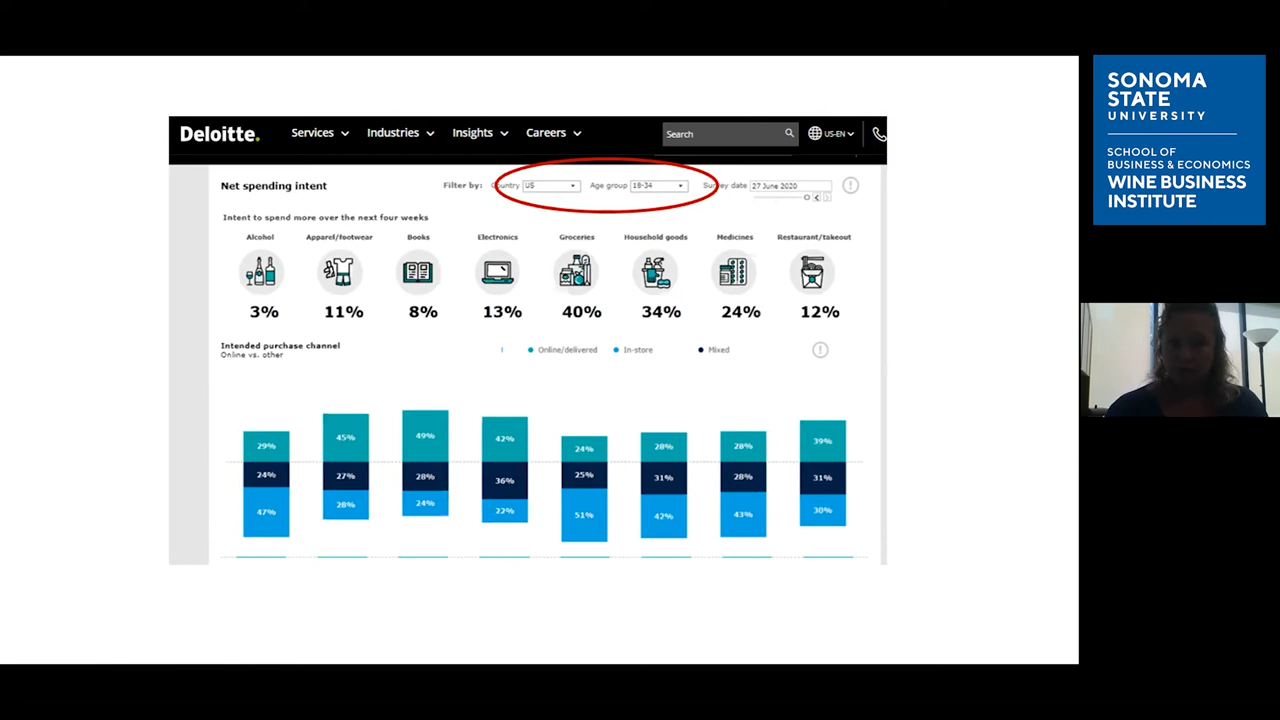 Deloitte.
Services
Industries
Insights
Careers
Search
US-EN
Net spending intent
Filter by:
Country
US
Age group
18-34
Survey date
27 June 2020
Intent to spend more over the next four weeks
Alcohol
Apparel/footwear
Books
Electronics
Groceries
Household goods
Medicines
Restaurant/takeout
3%
11%
8%
13%
40%
34%
24%
12%
Intended purchase channel
Online vs. other
Online/delivered
In-store
Mixed
29%
45%
49%
42%
24%
28%
28%
39%
24%
27%
28%
36%
25%
31%
28%
31%
47%
28%
24%
22%
51%
42%
43%
30%
SONOMA
STATE
UNIVERSITY
SCHOOL OF
BUSINESS & ECONOMICS
WINE BUSINESS
INSTITUTE